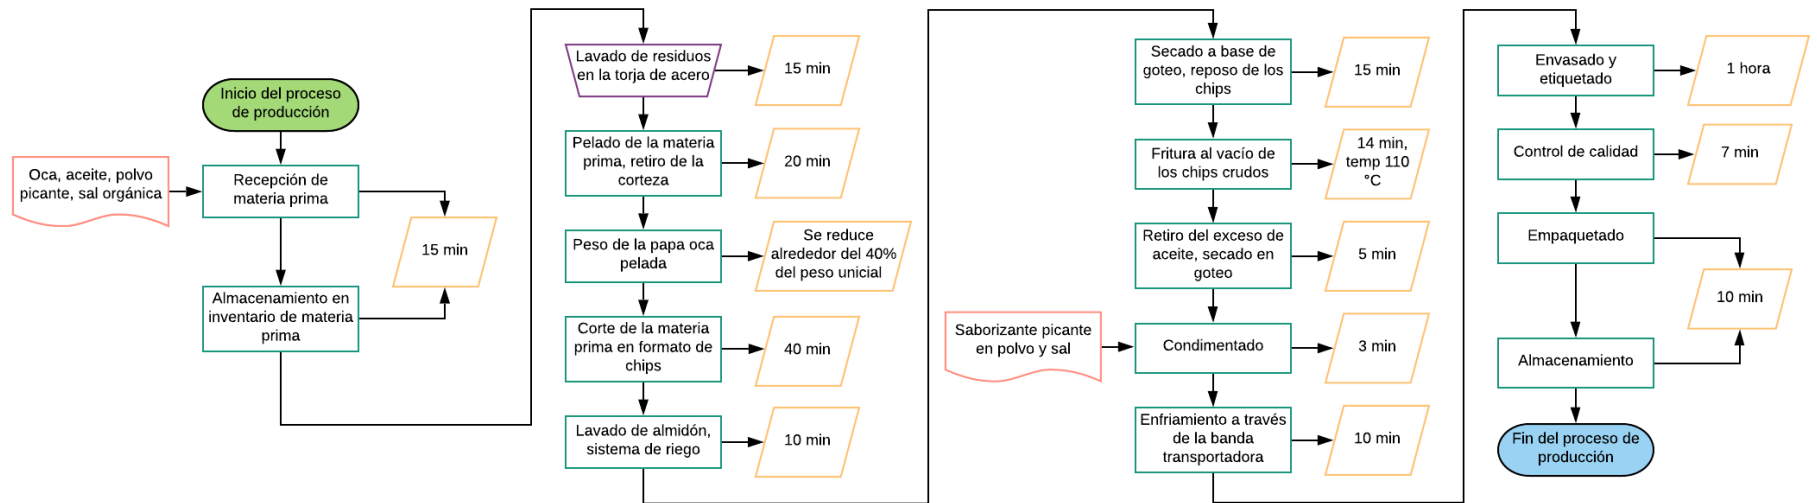 Inicio del proceso
de producción
Oca, aceite, polvo
picante, sal orgánica
Recepción de
materia prima
15 min
Almacenamiento en
inventario de materia
prima
Lavado de residuos
en la torja de acero
15 min
Pelado de la materia
prima, retiro de la
corteza
20 min
Peso de la papa oca
pelada
Se reduce
alrededor del 40%
del peso unicial
Corte de la materia
prima en formato de
chips
40 min
Lavado de almidón,
sistema de riego
10 min
Secado a base de
goteo, reposo de los
chips
15 min
Fritura al vacío de
los chips crudos
14 min,
temp 110
°C
Retiro del exceso de
aceite, secado en
goteo
5 min
Saborizante picante
en polvo y sal
Condimentado
3 min
Enfriamiento a través
de la banda
transportadora
10 min
Envasado y
etiquetado
1 hora
Control de calidad
7 min
Empaquetado
10 min
Almacenamiento
Fin del proceso de
producción